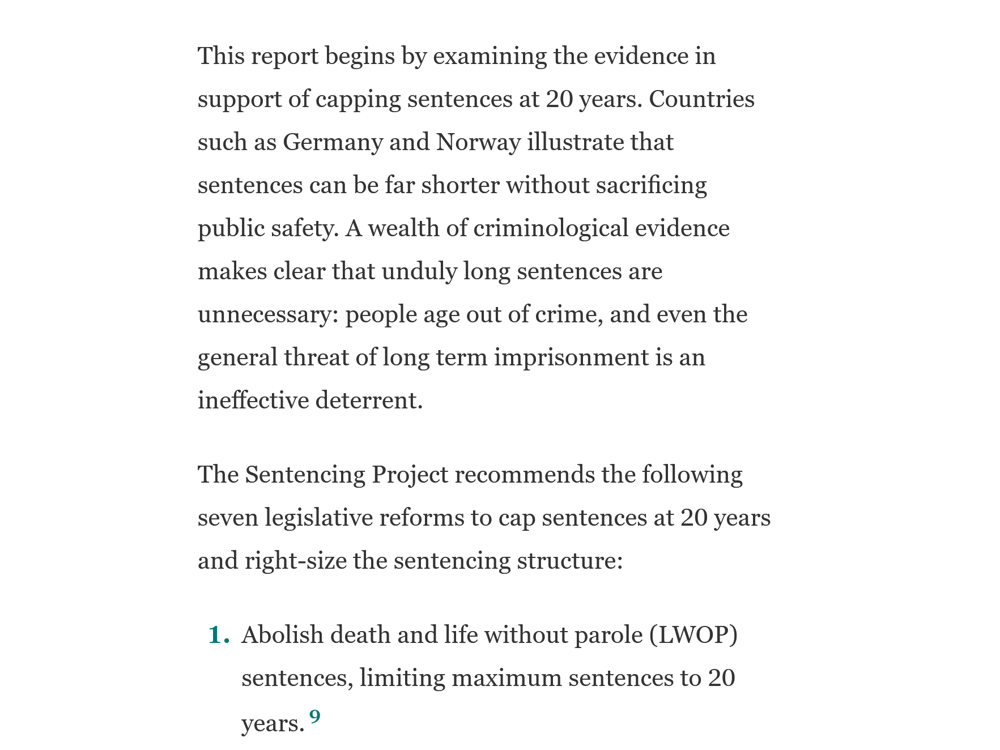 This report begins by examining the evidence in
support of capping sentences at 20 years. Countries
such as Germany and Norway illustrate that
sentences can be far shorter without sacrificing
public safety. A wealth of criminological evidence
makes clear that unduly long sentences are
unnecessary: people age out of crime, and even the
general threat of long term imprisonment is an
ineffective deterrent.
The Sentencing Project recommends the following
seven legislative reforms to cap sentences at 20 years
and right-size the sentencing structure:
1. Abolish death and life without parole (LWOP)
sentences, limiting maximum sentences to 20
years. 9